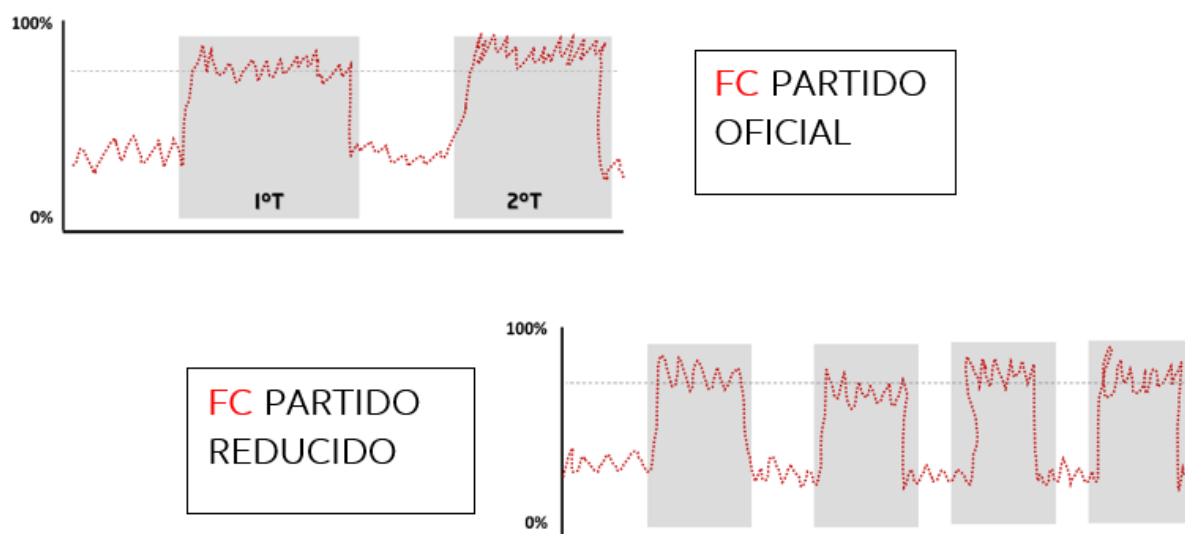 100%
0%
1ºT
2ºT
FC PARTIDO
OFICIAL
100%
0%
FC PARTIDO
REDUCIDO